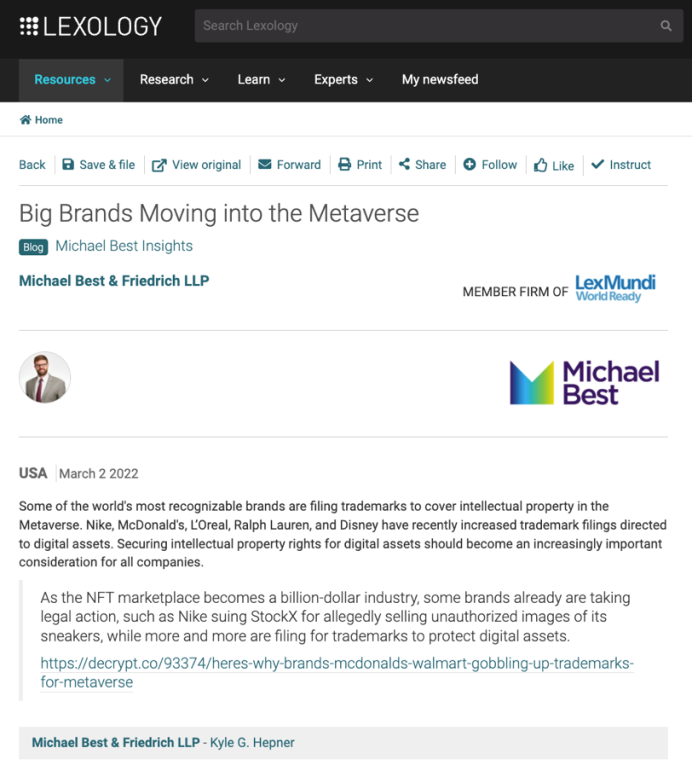 LEXOLOGY
Search Lexology
Resources Research Learn Experts My newsfeed
Home
Back Save & file View original Forward Print Share Follow Like Instruct
Big Brands Moving into the Metaverse
Blog Michael Best Insights
Michael Best & Friedrich LLP
MEMBER FIRM OF LexMundi
World Ready
Michael
Best
USA March 2 2022
Some of the world's most recognizable brands are filing trademarks to cover intellectual property in the
Metaverse. Nike, McDonald's, L'Oreal, Ralph Lauren, and Disney have recently increased trademark filings directed
to digital assets. Securing intellectual property rights for digital assets should become an increasingly important
consideration for all companies.
As the NFT marketplace becomes a billion-dollar industry, some brands already are taking
legal action, such as Nike suing StockX for allegedly selling unauthorized images of its
sneakers, while more and more are filing for trademarks to protect digital assets.
https://decrypt.co/93374/heres-why-brands-mcdonalds-walmart-gobbling-up-trademarks-
for-metaverse
Michael Best & Friedrich LLP - Kyle G. Hepner